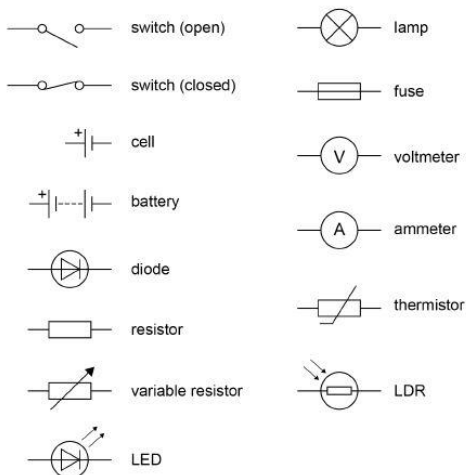 switch (open)
switch (closed)
+
cell
+
battery
diode
resistor
variable resistor
LED
lamp
fuse
V
voltmeter
A
ammeter
thermistor
LDR